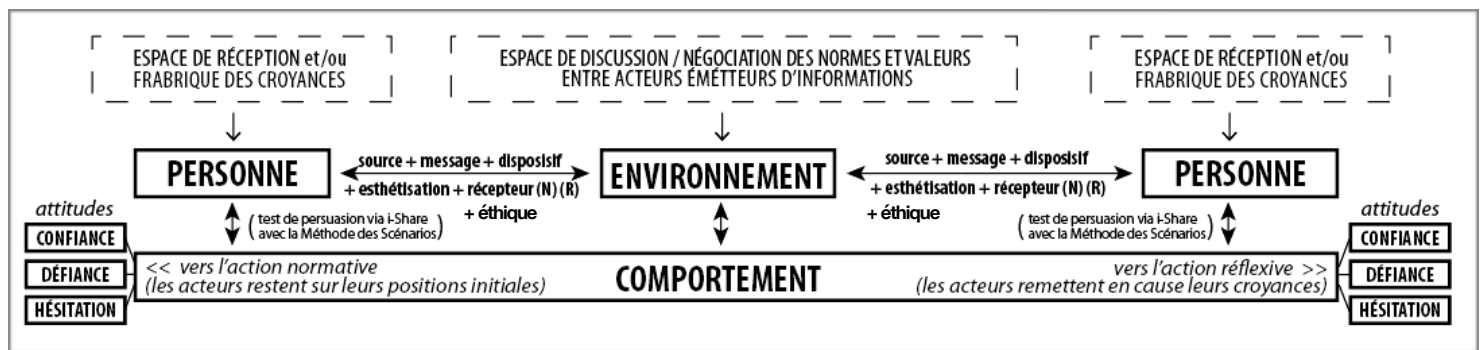 ESPACE DE RÉCEPTION et/ou
FRABRIQUE DES CROYANCES
ESPACE DE DISCUSSION / NÉGOCIATION DES NORMES ET VALEURS
ENTRE ACTEURS ÉMÉTTEURS D'INFORMATIONS
ESPACE DE RÉCEPTION et/ou
FRABRIQUE DES CROYANCES
PERSONNE
source + message + disposisif
+ esthétisation + récepteur (N) (R)
+ éthique
ENVIRONNEMENT
source + message + disposisif
+ esthétisation + récepteur (N) (R)
+ éthique
PERSONNE
(test de persuasion via i-Share
avec la Méthode des Scénarios)
(test de persuasion via i-Share
avec la Méthode des Scénarios)
attitudes
CONFIANCE
DÉFIANCE
HÉSITATION
<< vers l'action normative
(les acteurs restent sur leurs positions initiales)
COMPORTEMENT
vers l'action réflexive >>
(les acteurs remettent en cause leurs croyances)
attitudes
CONFIANCE
DÉFIANCE
HÉSITATION